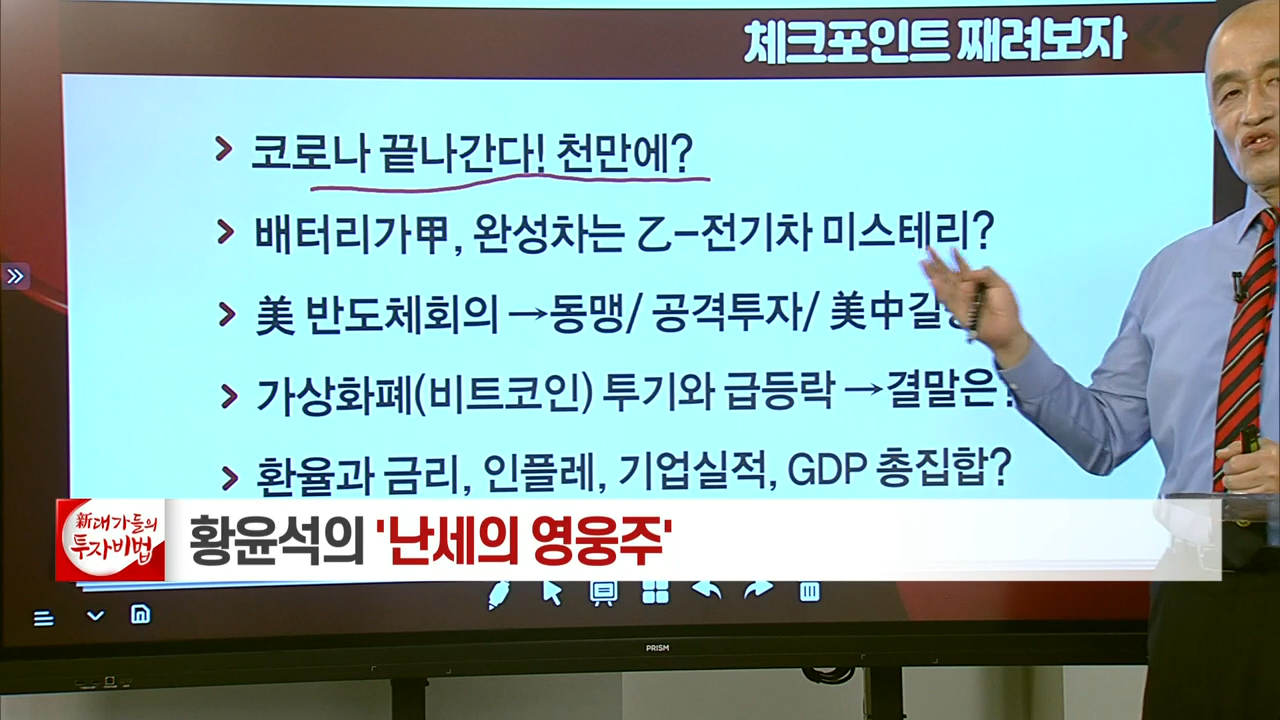 체크포인트 째려보자
코로나 끝나간다! 천만에?
배터리가甲, 완성차는 乙-전기차 미스테리?
美 반도체회의 →동맹/ 공격투자/ 美中갈등
가상화폐(비트코인) 투기와 급등락 →결말은?
환율과 금리, 인플레, 기업실적, GDP 총집합?
新대가들의
투자비법
황윤석의 '난세의 영웅주'
PRISM